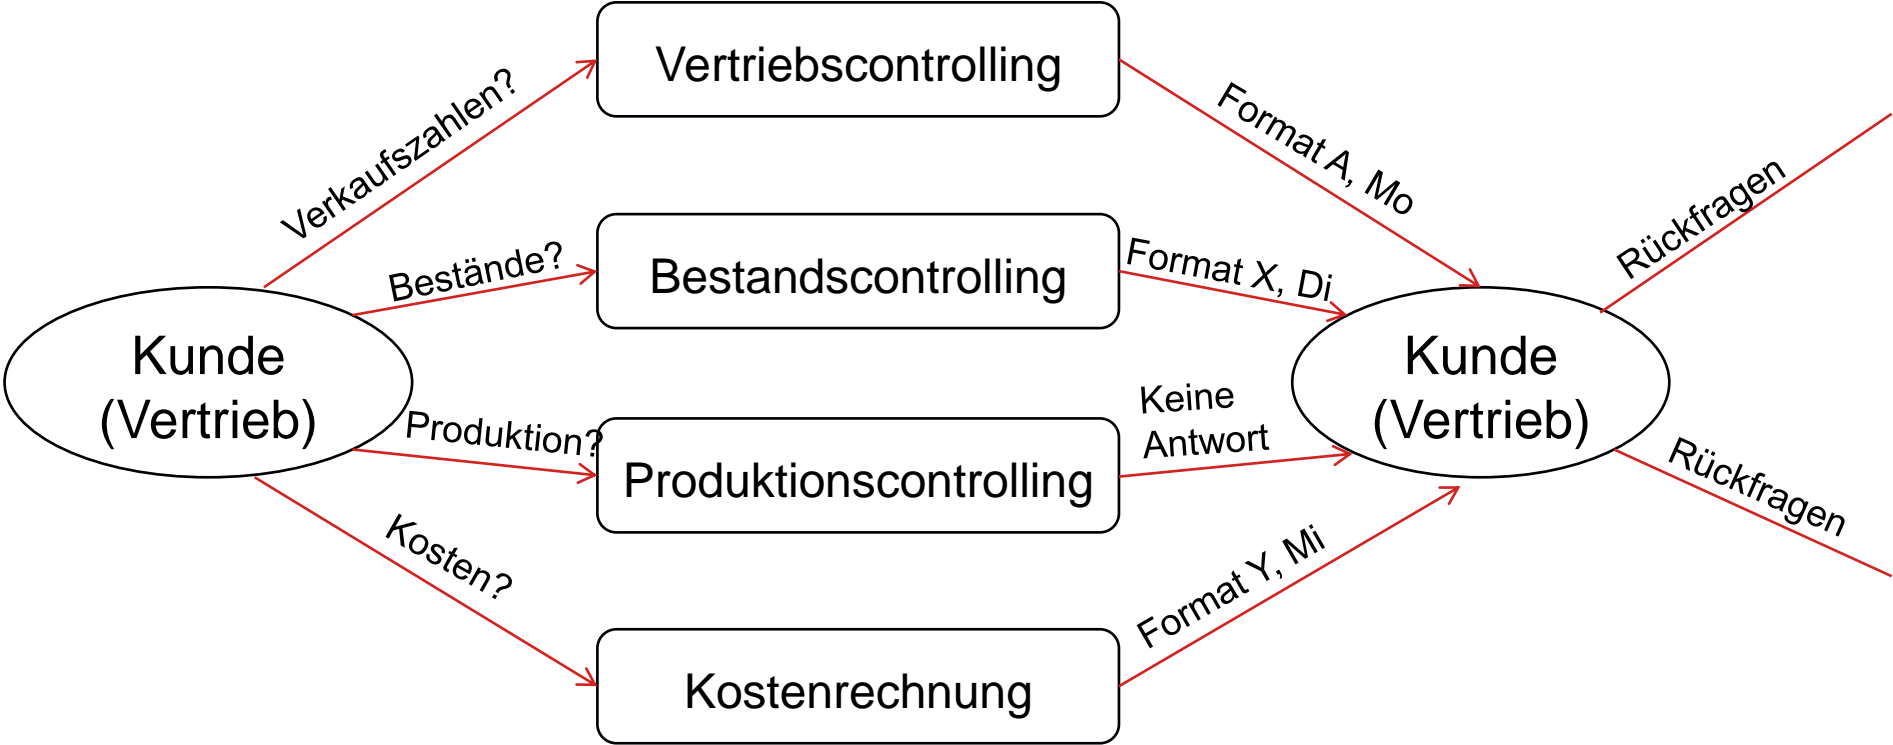 Vertriebscontrolling
Verkaufszahlen?
Format A, Mo
Rückfragen
Bestände?
Bestandscontrolling
Format X, Di
Kunde
(Vertrieb)
Kunde
(Vertrieb)
Produktion?
Produktionscontrolling
Keine
Antwort
Rückfragen
Kosten?
Format Y, Mi
Kostenrechnung